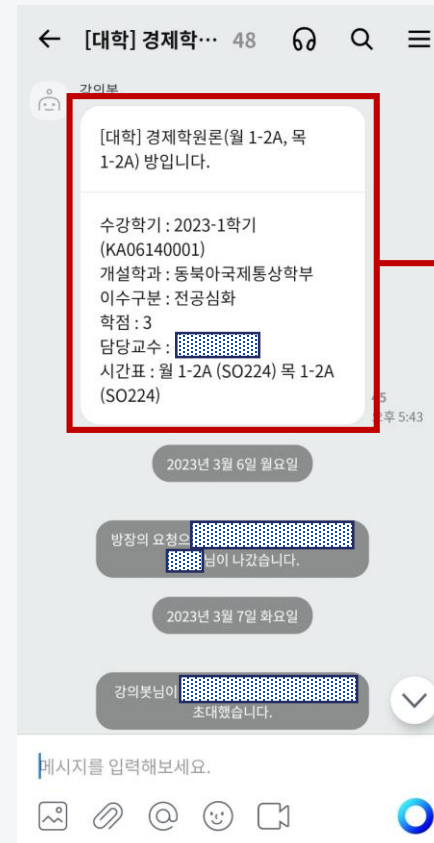 [대학] 경제학… 48
강의봇
[대학] 경제학원론(월 1-2A, 목
1-2A) 방입니다.
수강학기 : 2023-1학기
(KA06140001)
개설학과 : 동북아국제통상학부
이수구분 : 전공심화
학점 : 3
담당교수 :
시간표 : 월 1-2A (SO224) 목 1-2A
(SO224)
5
오후 5:43
2023년 3월 6일 월요일
방장의 요청으
님이 나갔습니다.
2023년 3월 7일 화요일
강의봇님이
초대했습니다.
메시지를 입력해보세요.